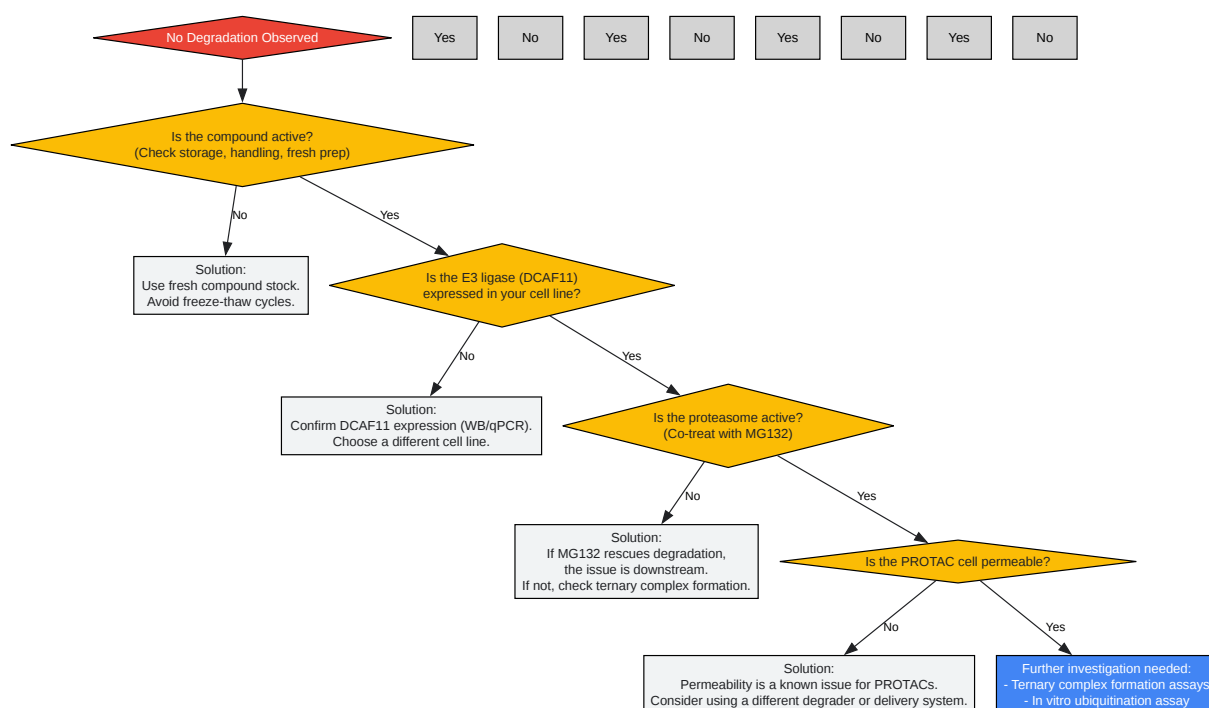 No Degradation Observed
Yes
No
Yes
No
Yes
No
Yes
No
Is the compound active?
(Check storage, handling, fresh prep)
No
Yes
Solution:
Use fresh compound stock.
Avoid freeze-thaw cycles.
Is the E3 ligase (DCAF11)
expressed in your cell line?
No
Yes
Solution:
Confirm DCAF11 expression (WB/qPCR).
Choose a different cell line.
Is the proteasome active?
(Co-treat with MG132)
No
Yes
Solution:
If MG132 rescues degradation,
the issue is downstream.
If not, check ternary complex formation.
Is the PROTAC cell permeable?
No
Yes
Solution:
Permeability is a known issue for PROTACs.
Consider using a different degrader or delivery system.
Further investigation needed:
- Ternary complex formation assays
- In vitro ubiquitination assay